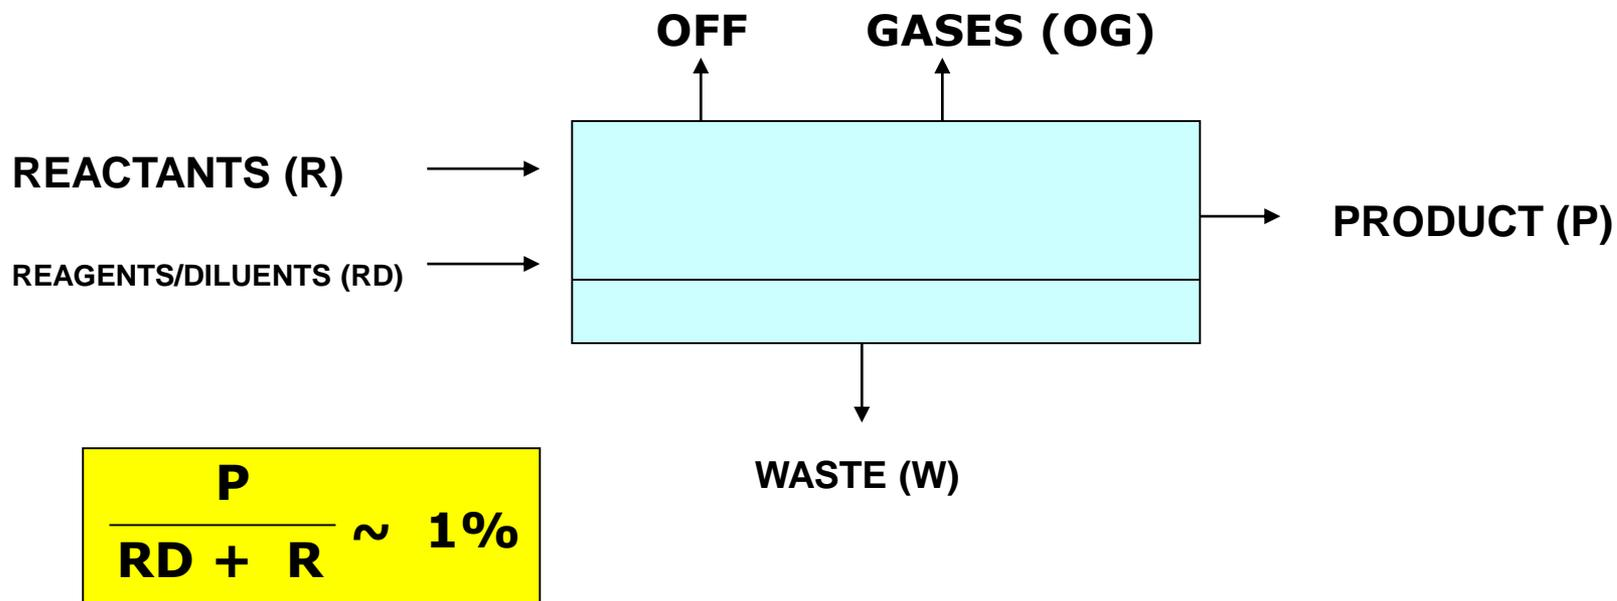 OFF GASES (OG)
REACTANTS (R)
PRODUCT (P)
REAGENTS/DILUENTS (RD)
WASTE (W)
P
~ 1%
RD + R